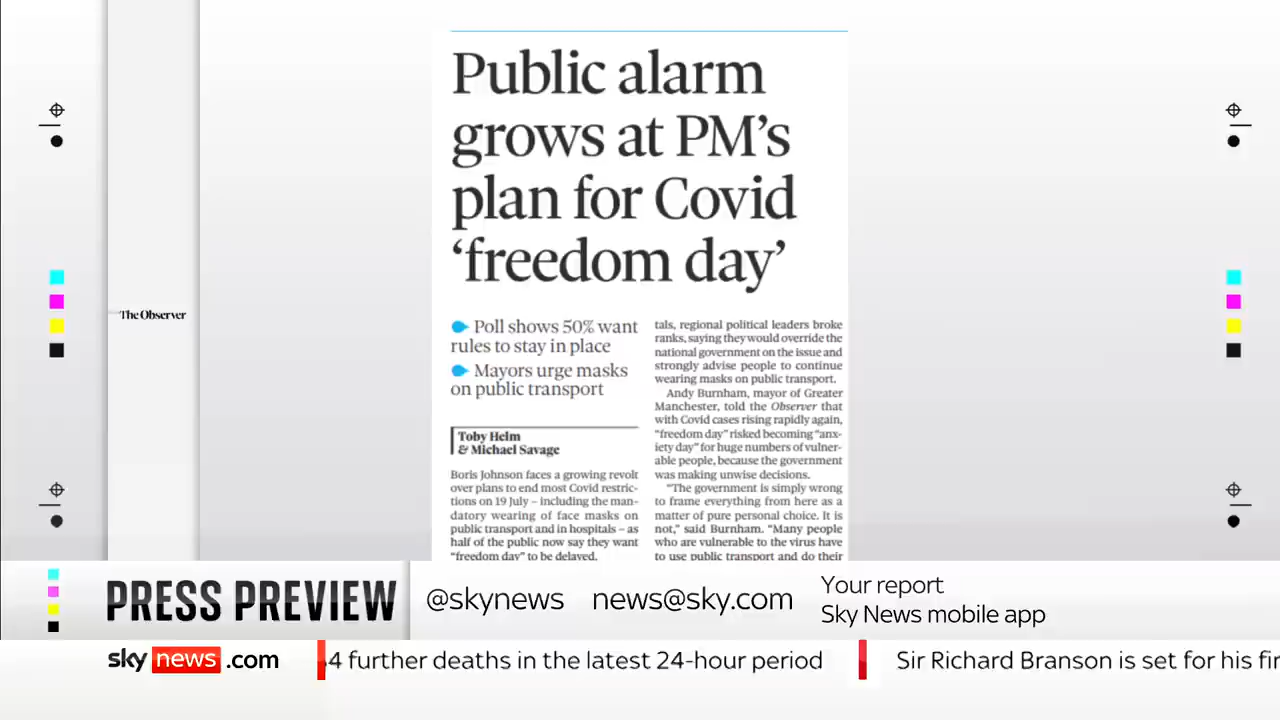 The Observer
Public alarm
grows at PM's
plan for Covid
'freedom day'
Poll shows 50% want
rules to stay in place
Mayors urge masks
on public transport
Toby Helm
& Michael Savage
Boris Johnson faces a growing revolt
over plans to end most Covid restric-
tions on 19 July – including the man-
datory wearing of face masks on
public transport and in hospitals – as
half of the public now say they want
"freedom day" to be delayed.
tals, regional political leaders broke
ranks, saying they would override the
national government on the issue and
strongly advise people to continue
wearing masks on public transport.
Andy Burnham, mayor of Greater
Manchester, told the Observer that
with Covid cases rising rapidly again,
"freedom day" risked becoming "anx-
iety day" for huge numbers of vulner-
able people, because the government
was making unwise decisions.
"The government is simply wrong
to frame everything from here as a
matter of pure personal choice. It is
not," said Burnham. "Many people
who are vulnerable to the virus have
to use public transport and do their
PRESS PREVIEW
@skynews news@sky.com
Your report
Sky News mobile app
sky news .com
4 further deaths in the latest 24-hour period
Sir Richard Branson is set for his